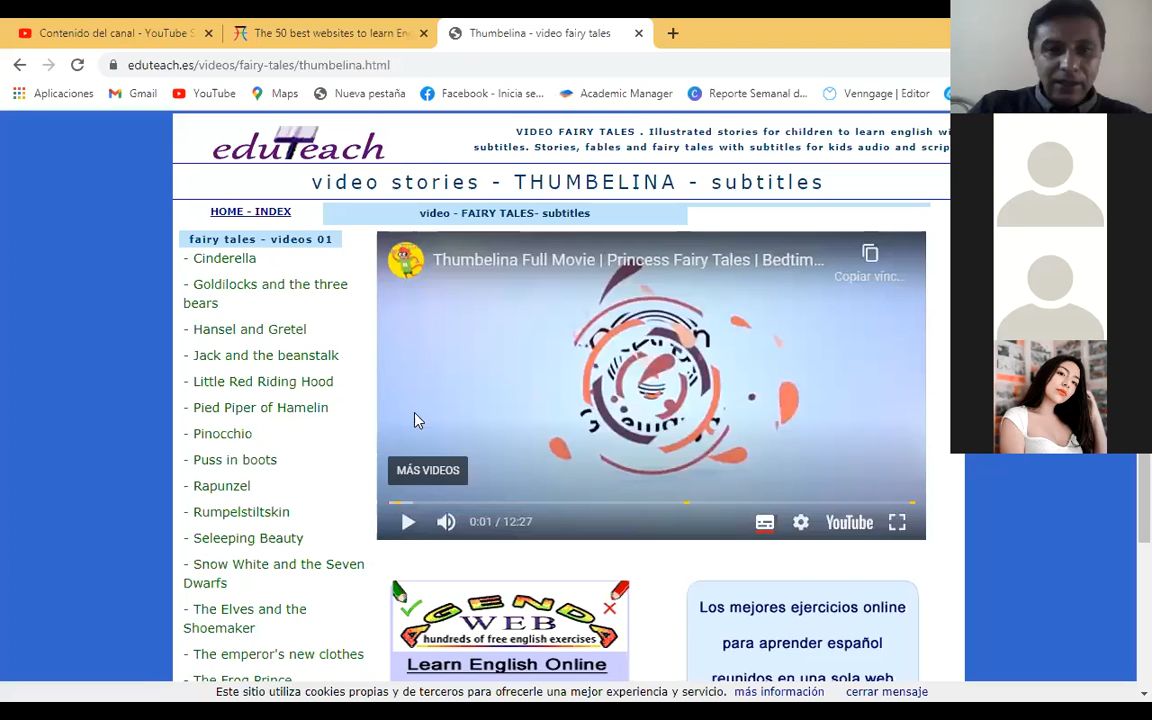 Contenido del canal - YouTube S
The 50 best websites to learn En
Thumbelina - video fairy tales
eduteach.es/videos/fairy-tales/thumbelina.html
Aplicaciones
Gmail
YouTube
Maps
Nueva pestaña
Facebook - Inicia se...
Academic Manager
Reporte Semanal d...
Venngage | Editor
eduTeach
VIDEO FAIRY TALES . Illustrated stories for children to learn english wi
subtitles. Stories, fables and fairy tales with subtitles for kids audio and scrip
video stories - THUMBELINA - subtitles
HOME - INDEX
video - FAIRY TALES- subtitles
fairy tales - videos 01
- Cinderella
- Goldilocks and the three
bears
- Hansel and Gretel
- Jack and the beanstalk
- Little Red Riding Hood
- Pied Piper of Hamelin
- Pinocchio
- Puss in boots
- Rapunzel
- Rumpelstiltskin
- Seleeping Beauty
- Snow White and the Seven
Dwarfs
- The Elves and the
Shoemaker
- The emperor's new clothes
- The Frog Prince
Thumbelina Full Movie | Princess Fairy Tales | Bedtim...
Copiar vínc...
MÁS VIDEOS
0:01 / 12:27
YouTube
AGENDA
WEB
hundreds of free english exercises
Learn English Online
Los mejores ejercicios online
para aprender español
reunidos en una sola web
Este sitio utiliza cookies propias y de terceros para ofrecerle una mejor experiencia y servicio. más información cerrar mensaje